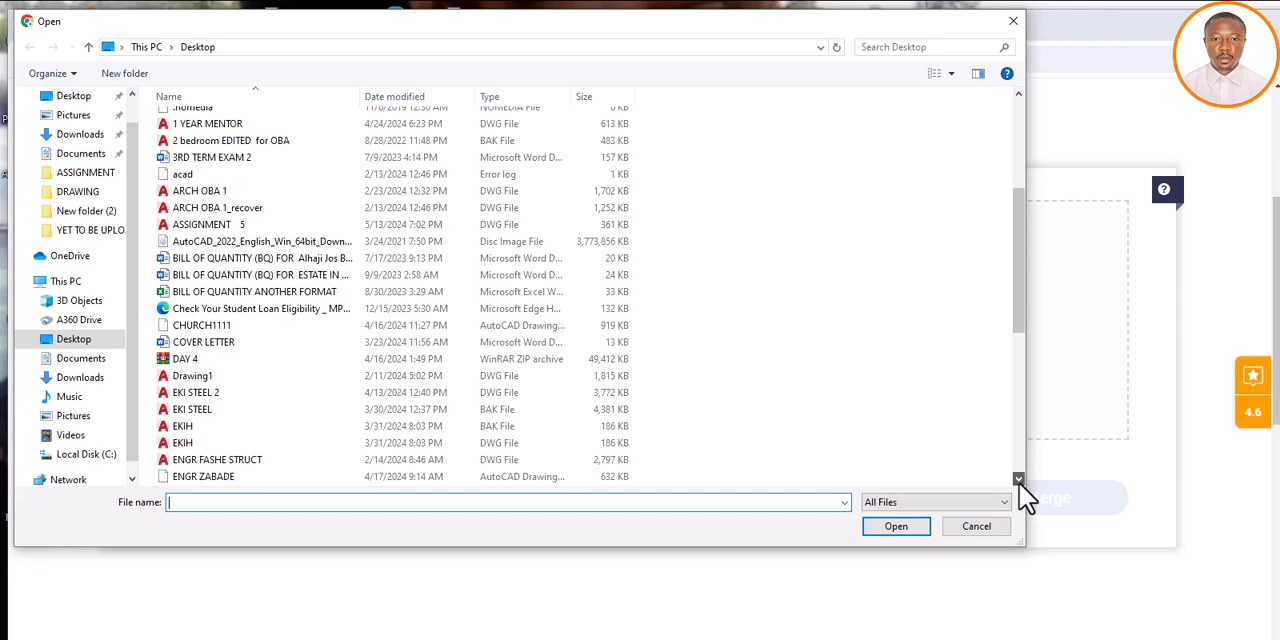 Open
This PC > Desktop
Search Desktop
Organize
New folder
Name
Date modified
Type
Size
Desktop
Pictures
Downloads
Documents
ASSIGNMENT
DRAWING
New folder (2)
YET TO BE UPLO
OneDrive
This PC
3D Objects
A360 Drive
Desktop
Documents
Downloads
Music
Pictures
Videos
Local Disk (C:)
Network
.nomedia 11/6/2019 12:50 AM NOMEDIA File 0 KB
1 YEAR MENTOR 4/24/2024 6:23 PM DWG File 613 KB
2 bedroom EDITED for OBA 8/28/2022 11:48 PM BAK File 483 KB
3RD TERM EXAM 2 7/9/2023 4:14 PM Microsoft Word D... 157 KB
acad 2/13/2024 12:46 PM Error log 1 KB
ARCH OBA 1 2/23/2024 12:32 PM DWG File 1,702 KB
ARCH OBA 1_recover 2/13/2024 12:46 PM DWG File 1,252 KB
ASSIGNMENT 5 5/13/2024 7:02 PM DWG File 361 KB
AutoCAD_2022_English_Win_64bit_Down... 3/24/2021 7:50 PM Disc Image File 3,773,856 KB
BILL OF QUANTITY (BQ) FOR Alhaji Jos B... 7/17/2023 9:13 PM Microsoft Word D... 20 KB
BILL OF QUANTITY (BQ) FOR ESTATE IN ... 9/9/2023 2:58 AM Microsoft Word D... 24 KB
BILL OF QUANTITY ANOTHER FORMAT 8/30/2023 3:29 AM Microsoft Excel W... 33 KB
Check Your Student Loan Eligibility _ MP... 12/15/2023 5:30 AM Microsoft Edge H... 132 KB
CHURCH1111 4/16/2024 11:27 PM AutoCAD Drawing... 919 KB
COVER LETTER 3/23/2024 11:56 AM Microsoft Word D... 12 KB
DAY 4 4/16/2024 1:49 PM WinRAR ZIP archive 49,412 KB
Drawing1 2/11/2024 5:02 PM DWG File 1,815 KB
EKI STEEL 2 4/13/2024 12:40 PM DWG File 3,772 KB
EKI STEEL 3/30/2024 12:37 PM BAK File 4,381 KB
EKIH 3/31/2024 8:03 PM BAK File 186 KB
EKIH 3/31/2024 8:03 PM DWG File 186 KB
ENGR FASHE STRUCT 2/14/2024 8:46 AM DWG File 2,797 KB
ENGR ZABADE 4/17/2024 9:14 AM AutoCAD Drawing... 632 KB
File name:
All Files
Open
Cancel
4.6